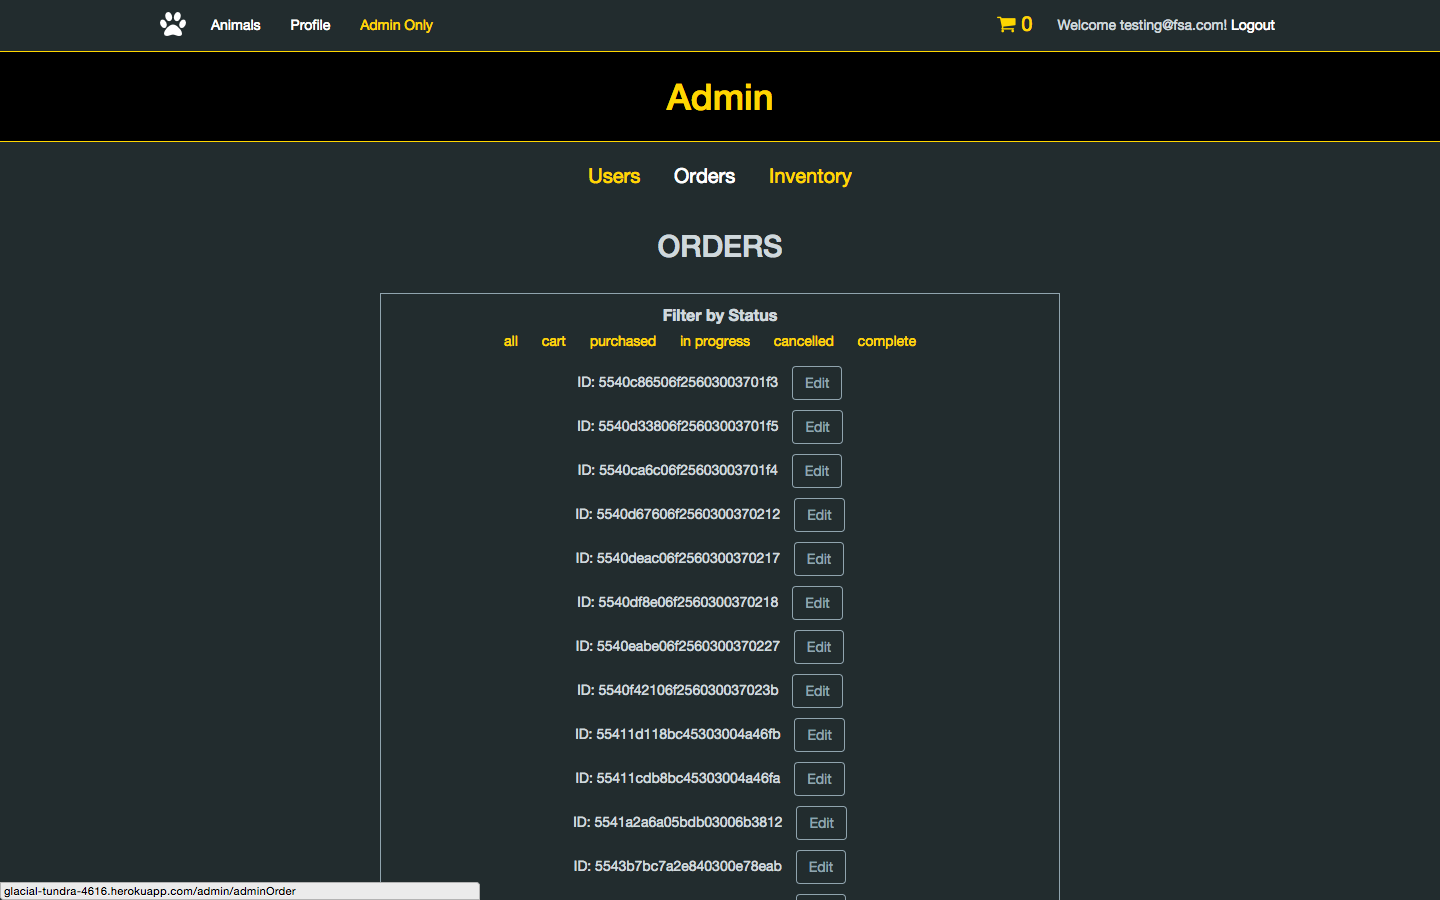 Animals Profile Admin Only 0 Welcome testing@fsa.com! Logout
Admin
Users Orders Inventory
ORDERS
Filter by Status
all cart purchased in progress cancelled complete
ID: 5540c86506f25603003701f3 Edit
ID: 5540d33806f25603003701f5 Edit
ID: 5540ca6c06f25603003701f4 Edit
ID: 5540d67606f2560300370212 Edit
ID: 5540deac06f2560300370217 Edit
ID: 5540df8e06f2560300370218 Edit
ID: 5540eabe06f2560300370227 Edit
ID: 5540f42106f256030037023b Edit
ID: 55411d118bc45303004a46fb Edit
ID: 55411cdb8bc45303004a46fa Edit
ID: 5541a2a6a05bdb03006b3812 Edit
ID: 5543b7bc7a2e840300e78eab Edit
glacial-tundra-4616.herokuapp.com/admin/adminOrder